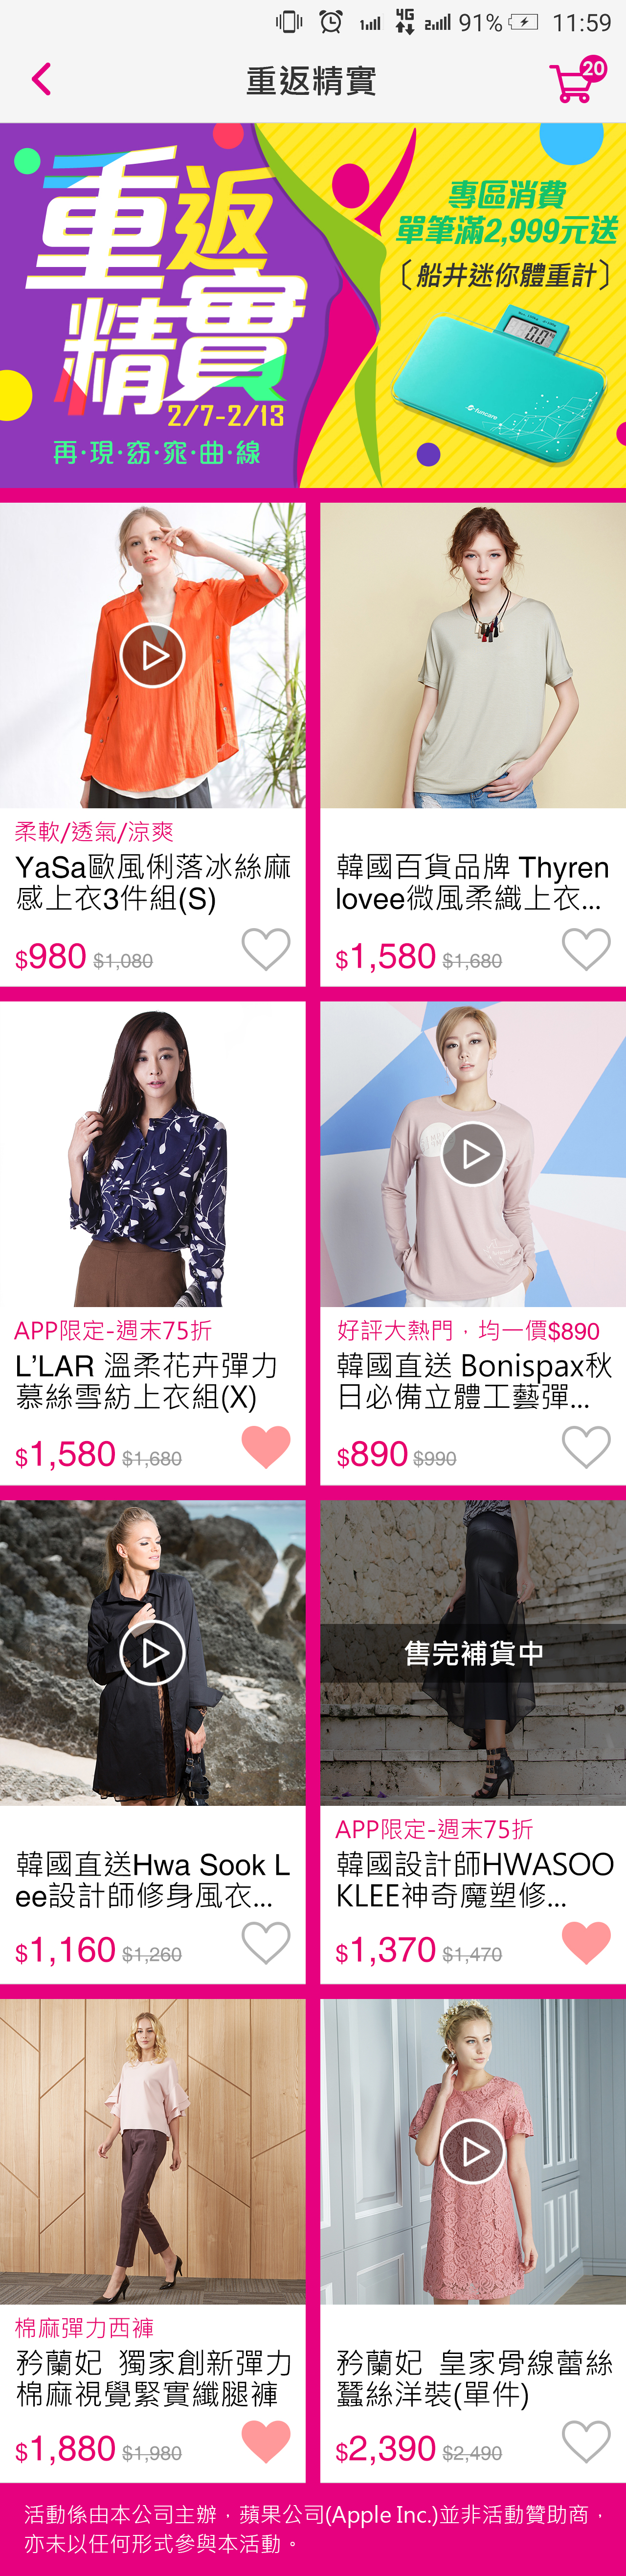 4G
1 2 91% 11:59
重返精實
20
重返
精實
2/7-2/13
再·現·窈·窕·曲·線
專區消費
單筆滿2,999元送
〔船井迷你體重計〕
0.0
funcare
柔軟/透氣/涼爽
YaSa歐風俐落冰絲麻
感上衣3件組(S)
$980 $1,080
韓國百貨品牌 Thyren
lovee微風柔織上衣...
$1,580 $1,680
APP限定-週末75折
L'LAR 溫柔花卉彈力
慕絲雪紡上衣組(X)
$1,580 $1,680
好評大熱門，均一價$890
韓國直送 Bonispax秋
日必備立體工藝彈...
$890 $990
韓國直送Hwa Sook L
ee設計師修身風衣...
$1,160 $1,260
售完補貨中
APP限定-週末75折
韓國設計師HWASOO
KLEE神奇魔塑修...
$1,370 $1,470
棉麻彈力西褲
矜蘭妃 獨家創新彈力
棉麻視覺緊實纖腿褲
$1,880 $1,980
矜蘭妃 皇家骨線蕾絲
蠶絲洋裝(單件)
$2,390 $2,490
活動係由本公司主辦，蘋果公司(Apple Inc.)並非活動贊助商，
亦未以任何形式參與本活動。